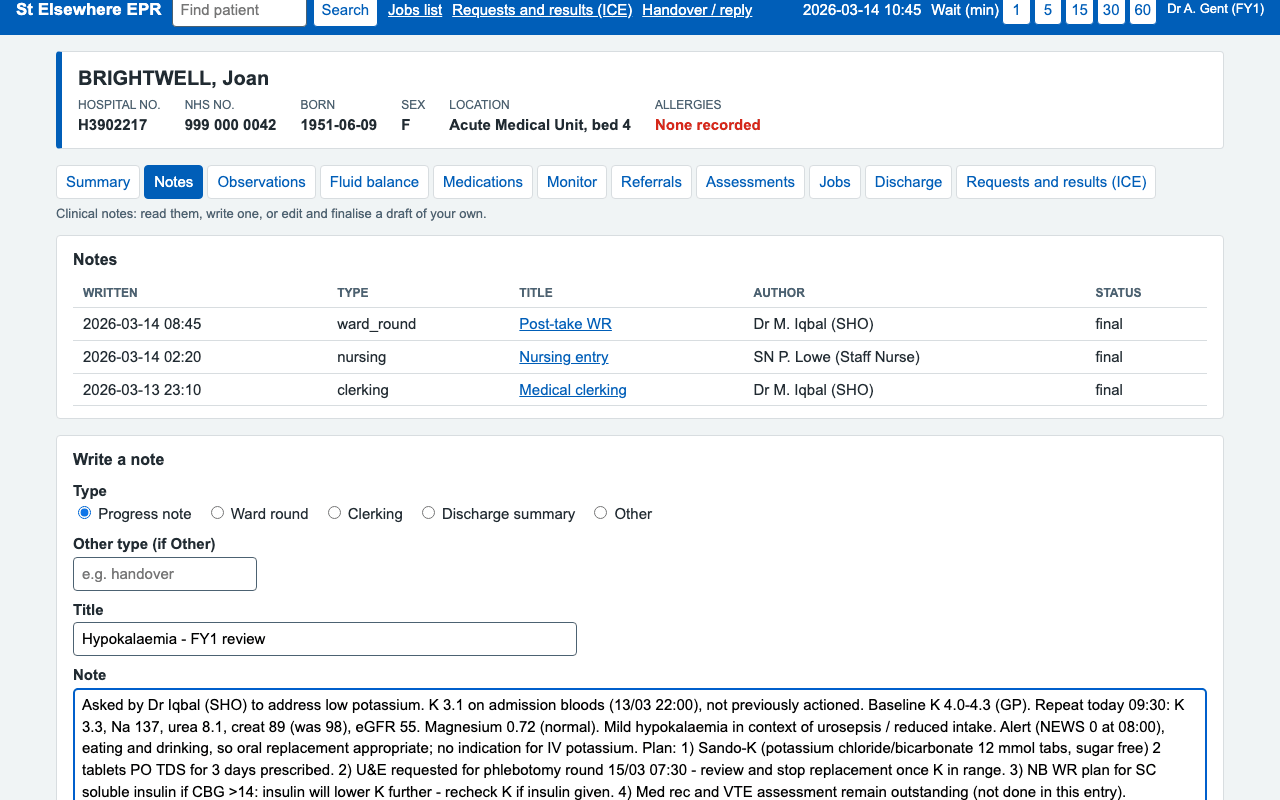 St Elsewhere EPR Find patient Search Jobs list Requests and results (ICE) Handover / reply 2026-03-14 10:45 Wait (min) 1 5 15 30 60 Dr A. Gent (FY1)
BRIGHTWELL, Joan
HOSPITAL NO. NHS NO. BORN SEX LOCATION ALLERGIES
H3902217 999 000 0042 1951-06-09 F Acute Medical Unit, bed 4 None recorded
Summary Notes Observations Fluid balance Medications Monitor Referrals Assessments Jobs Discharge Requests and results (ICE)
Clinical notes: read them, write one, or edit and finalise a draft of your own.
Notes
WRITTEN TYPE TITLE AUTHOR STATUS
2026-03-14 08:45 ward_round Post-take WR Dr M. Iqbal (SHO) final
2026-03-14 02:20 nursing Nursing entry SN P. Lowe (Staff Nurse) final
2026-03-13 23:10 clerking Medical clerking Dr M. Iqbal (SHO) final
Write a note
Type
Progress note Ward round Clerking Discharge summary Other
Other type (if Other)
e.g. handover
Title
Hypokalaemia - FY1 review
Note
Asked by Dr Iqbal (SHO) to address low potassium. K 3.1 on admission bloods (13/03 22:00), not previously actioned. Baseline K 4.0-4.3 (GP). Repeat today 09:30: K
3.3, Na 137, urea 8.1, creat 89 (was 98), eGFR 55. Magnesium 0.72 (normal). Mild hypokalaemia in context of urosepsis / reduced intake. Alert (NEWS 0 at 08:00),
eating and drinking, so oral replacement appropriate; no indication for IV potassium. Plan: 1) Sando-K (potassium chloride/bicarbonate 12 mmol tabs, sugar free) 2
tablets PO TDS for 3 days prescribed. 2) U&E requested for phlebotomy round 15/03 07:30 - review and stop replacement once K in range. 3) NB WR plan for SC
soluble insulin if CBG >14: insulin will lower K further - recheck K if insulin given. 4) Med rec and VTE assessment remain outstanding (not done in this entry).